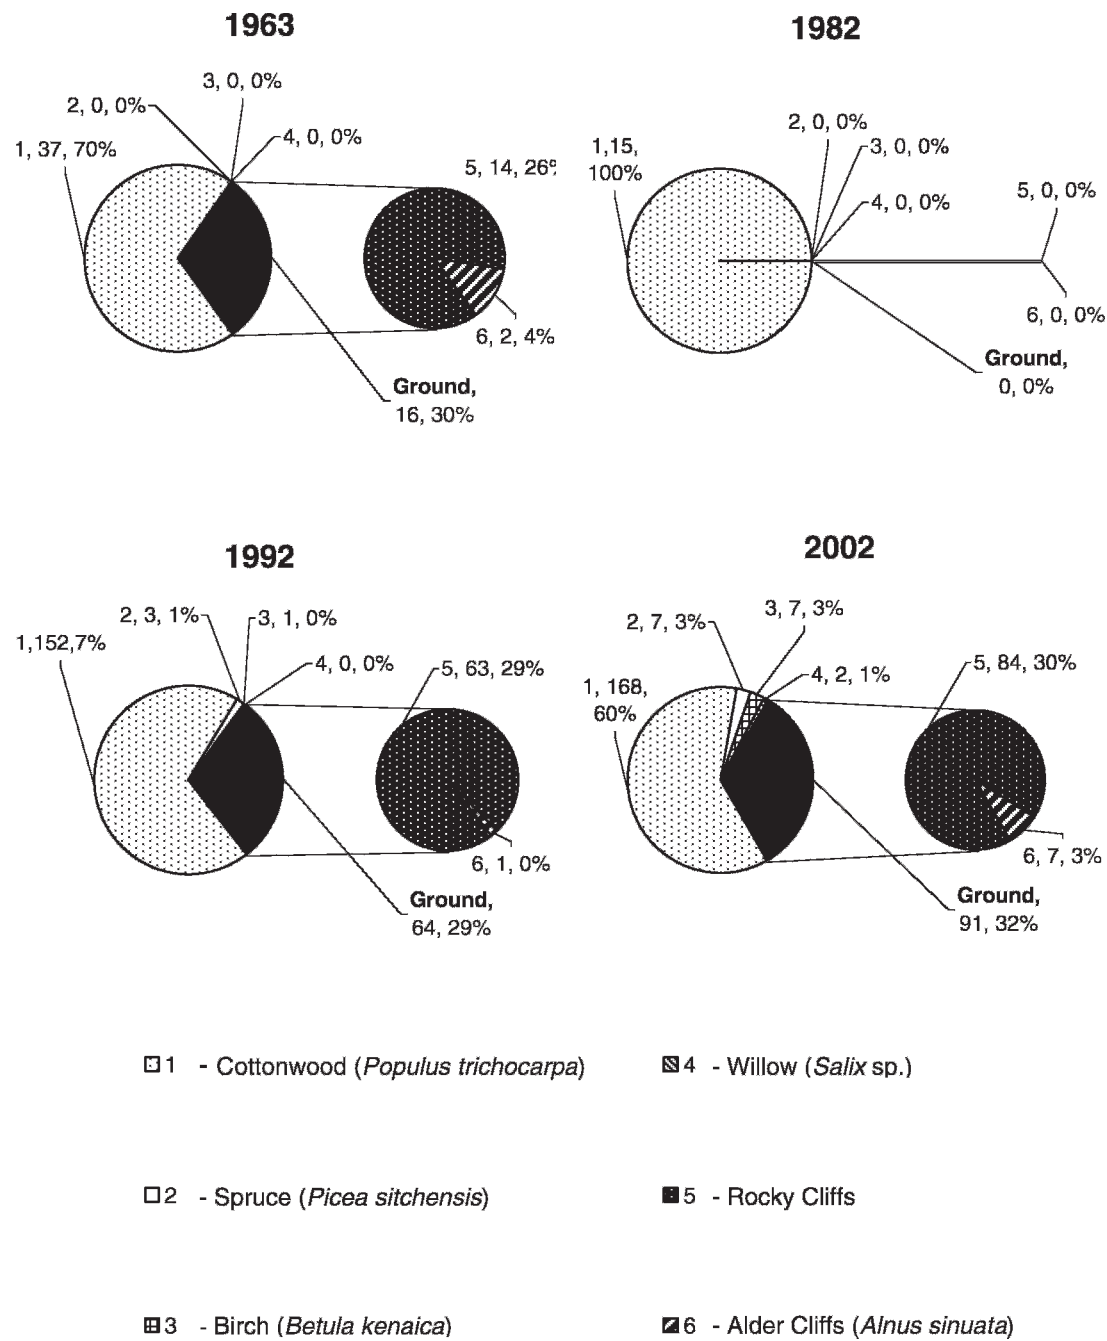 1963
3, 0, 0%
2, 0, 0%
4, 0, 0%
1, 37, 70%
5, 14, 26%
6, 2, 4%
Ground,
16, 30%
1982
2, 0, 0%
1,15,
100%
3, 0, 0%
4, 0, 0%
5, 0, 0%
6, 0, 0%
Ground,
0, 0%
1992
2, 3, 1%
3, 1, 0%
1,152,7%
4, 0, 0%
5, 63, 29%
6, 1, 0%
Ground,
64, 29%
2002
3, 7, 3%
2, 7, 3%
4, 2, 1%
5, 84, 30%
1, 168,
60%
6, 7, 3%
Ground,
91, 32%
1 - Cottonwood (Populus trichocarpa)
4 - Willow (Salix sp.)
2 - Spruce (Picea sitchensis)
5 - Rocky Cliffs
3 - Birch (Betula kenaica)
6 - Alder Cliffs (Alnus sinuata)